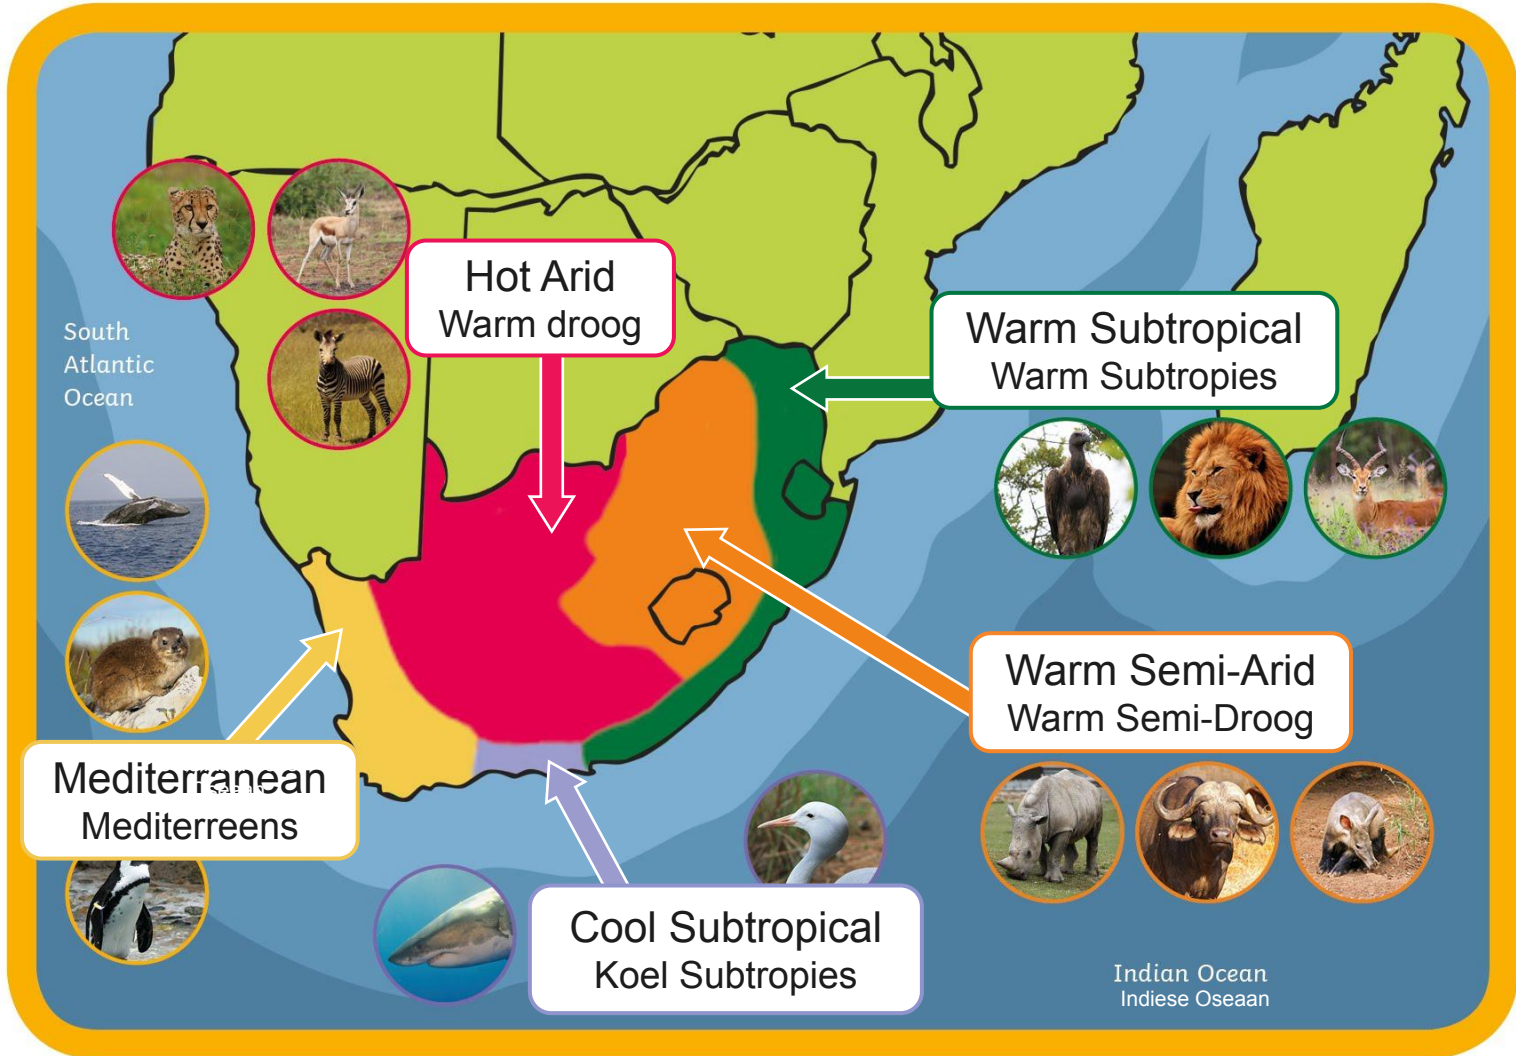 Hot Arid
Warm droog
Warm Subtropical
Warm Subtropies
South
Atlantic
Ocean
Warm Semi-Arid
Warm Semi-Droog
Mediterranean
Oseaan
Mediterreens
Cool Subtropical
Koel Subtropies
Indian Ocean
Indiese Oseaan